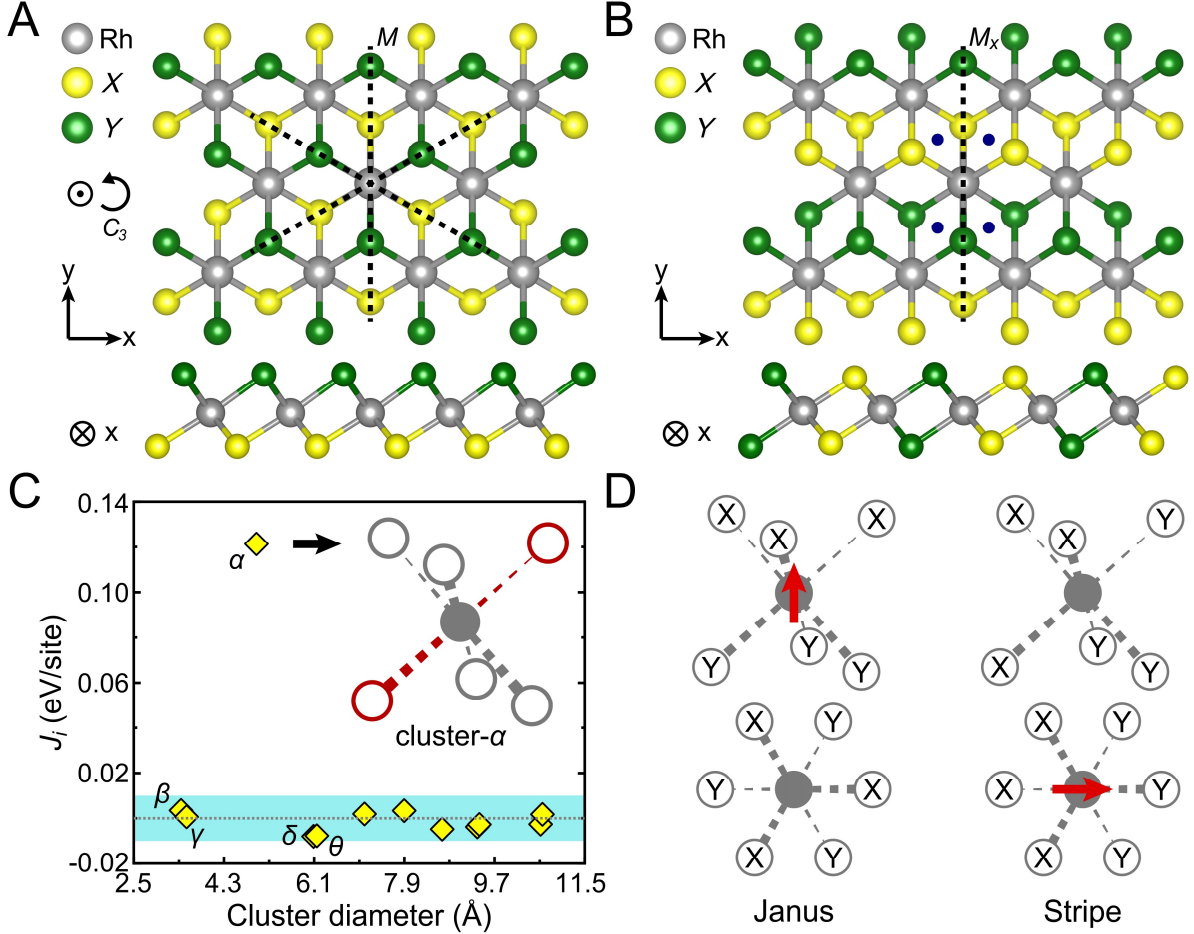 A
Rh
X
Y
M
C₃
y
x
x
B
Rh
X
Y
Mₓ
y
x
x
C
Jᵢ (eV/site)
0.14
0.10
0.06
0.02
-0.02
2.5 4.3 6.1 7.9 9.7 11.5
Cluster diameter (Å)
α
β
γ
δ
θ
cluster-α
D
X X
X
Y
Y Y
X Y
X
Y
X Y
X Y
Y X
X Y
X Y
X Y
X Y
Janus Stripe